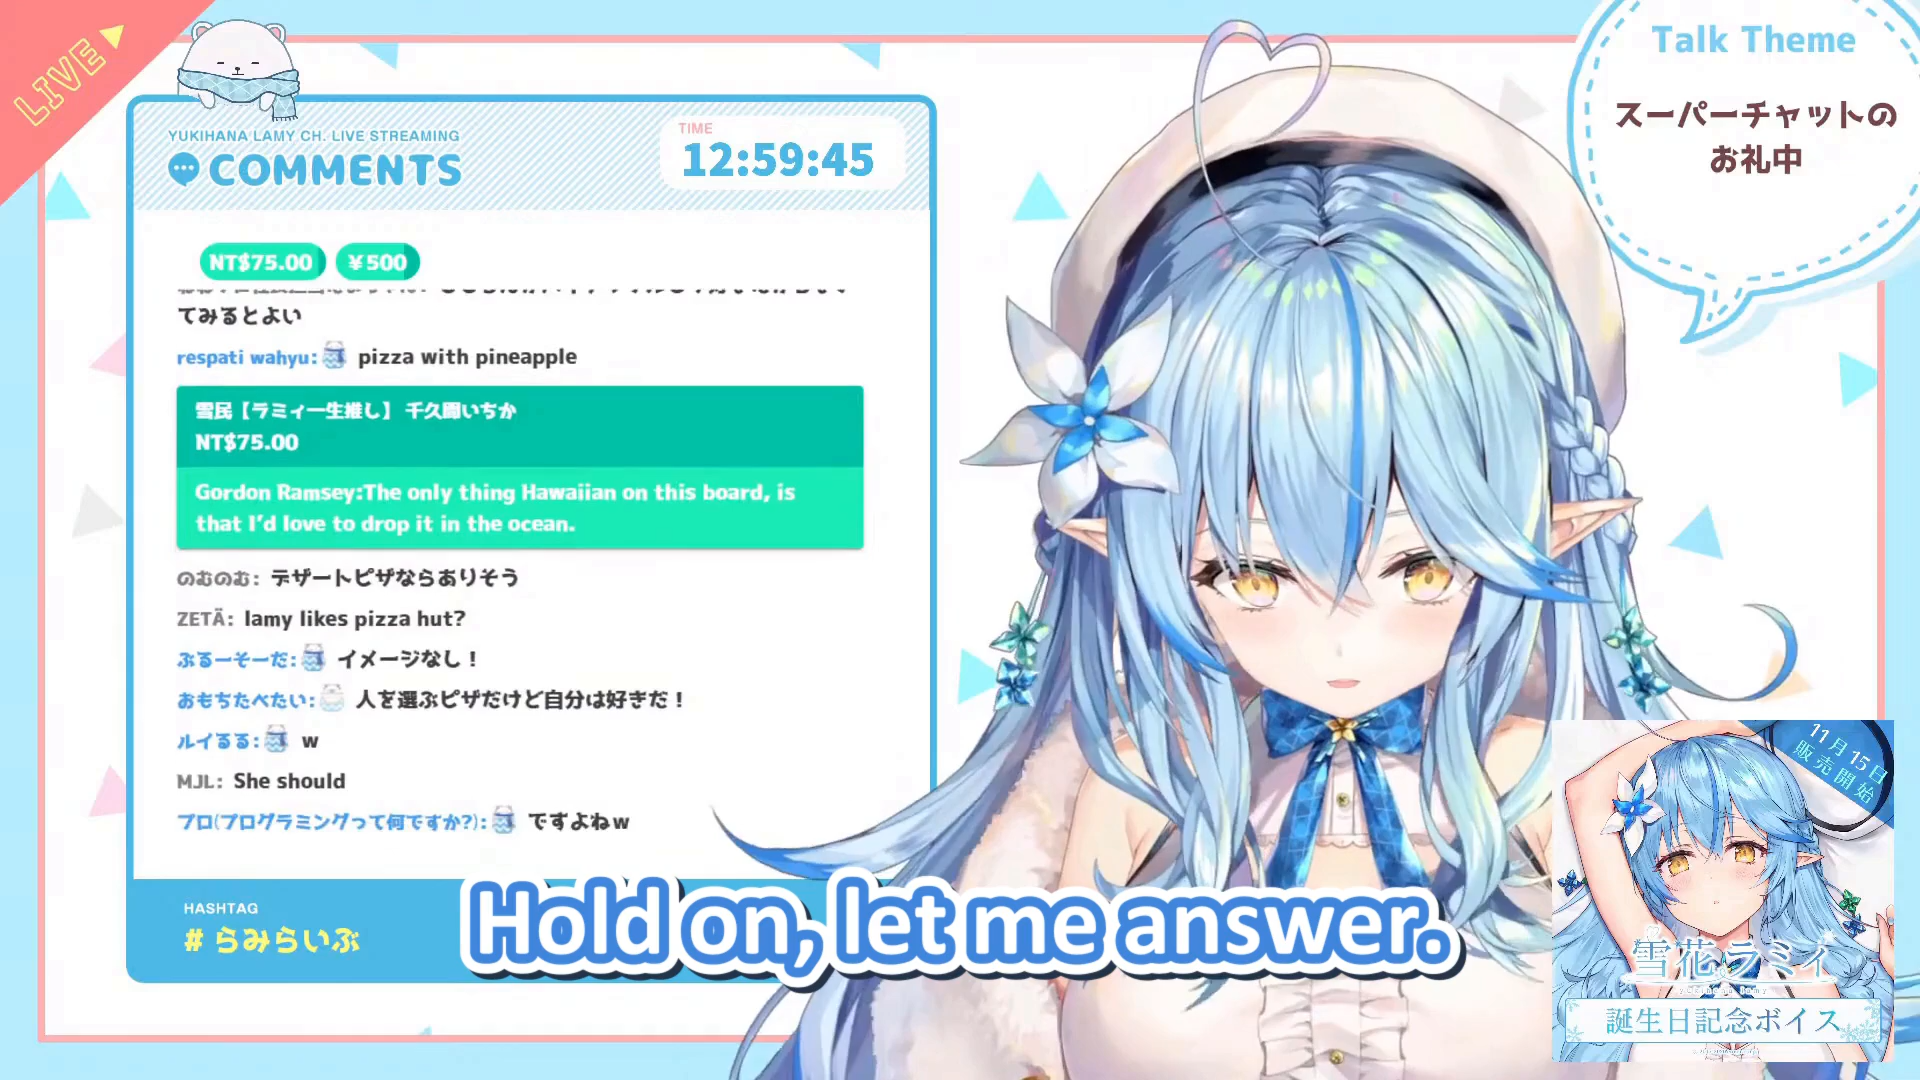 LIVE
Talk Theme
スーパーチャットの
お礼中
YUKIHANA LAMY CH. LIVE STREAMING
COMMENTS
TIME
12:59:45
NT$75.00
¥500
てみるとよい
respati wahyu: pizza with pineapple
雪民【ラミィ一生推し】 千久間いちか
NT$75.00
Gordon Ramsey:The only thing Hawaiian on this board, is
that I'd love to drop it in the ocean.
のむのむ: デザートピザならありそう
ZETÄ: lamy likes pizza hut?
ぶるーそーだ: イメージなし！
おもちたべたい: 人を選ぶピザだけど自分は好きだ！
ルイるる: w
MJL: She should
プロ(プログラミングって何ですか?): ですよねw
HASHTAG
# らみらいぶ
Hold on, let me answer.
11月15日
販売開始
雪花ラミィ
yukihana lamy
誕生日記念ボイス